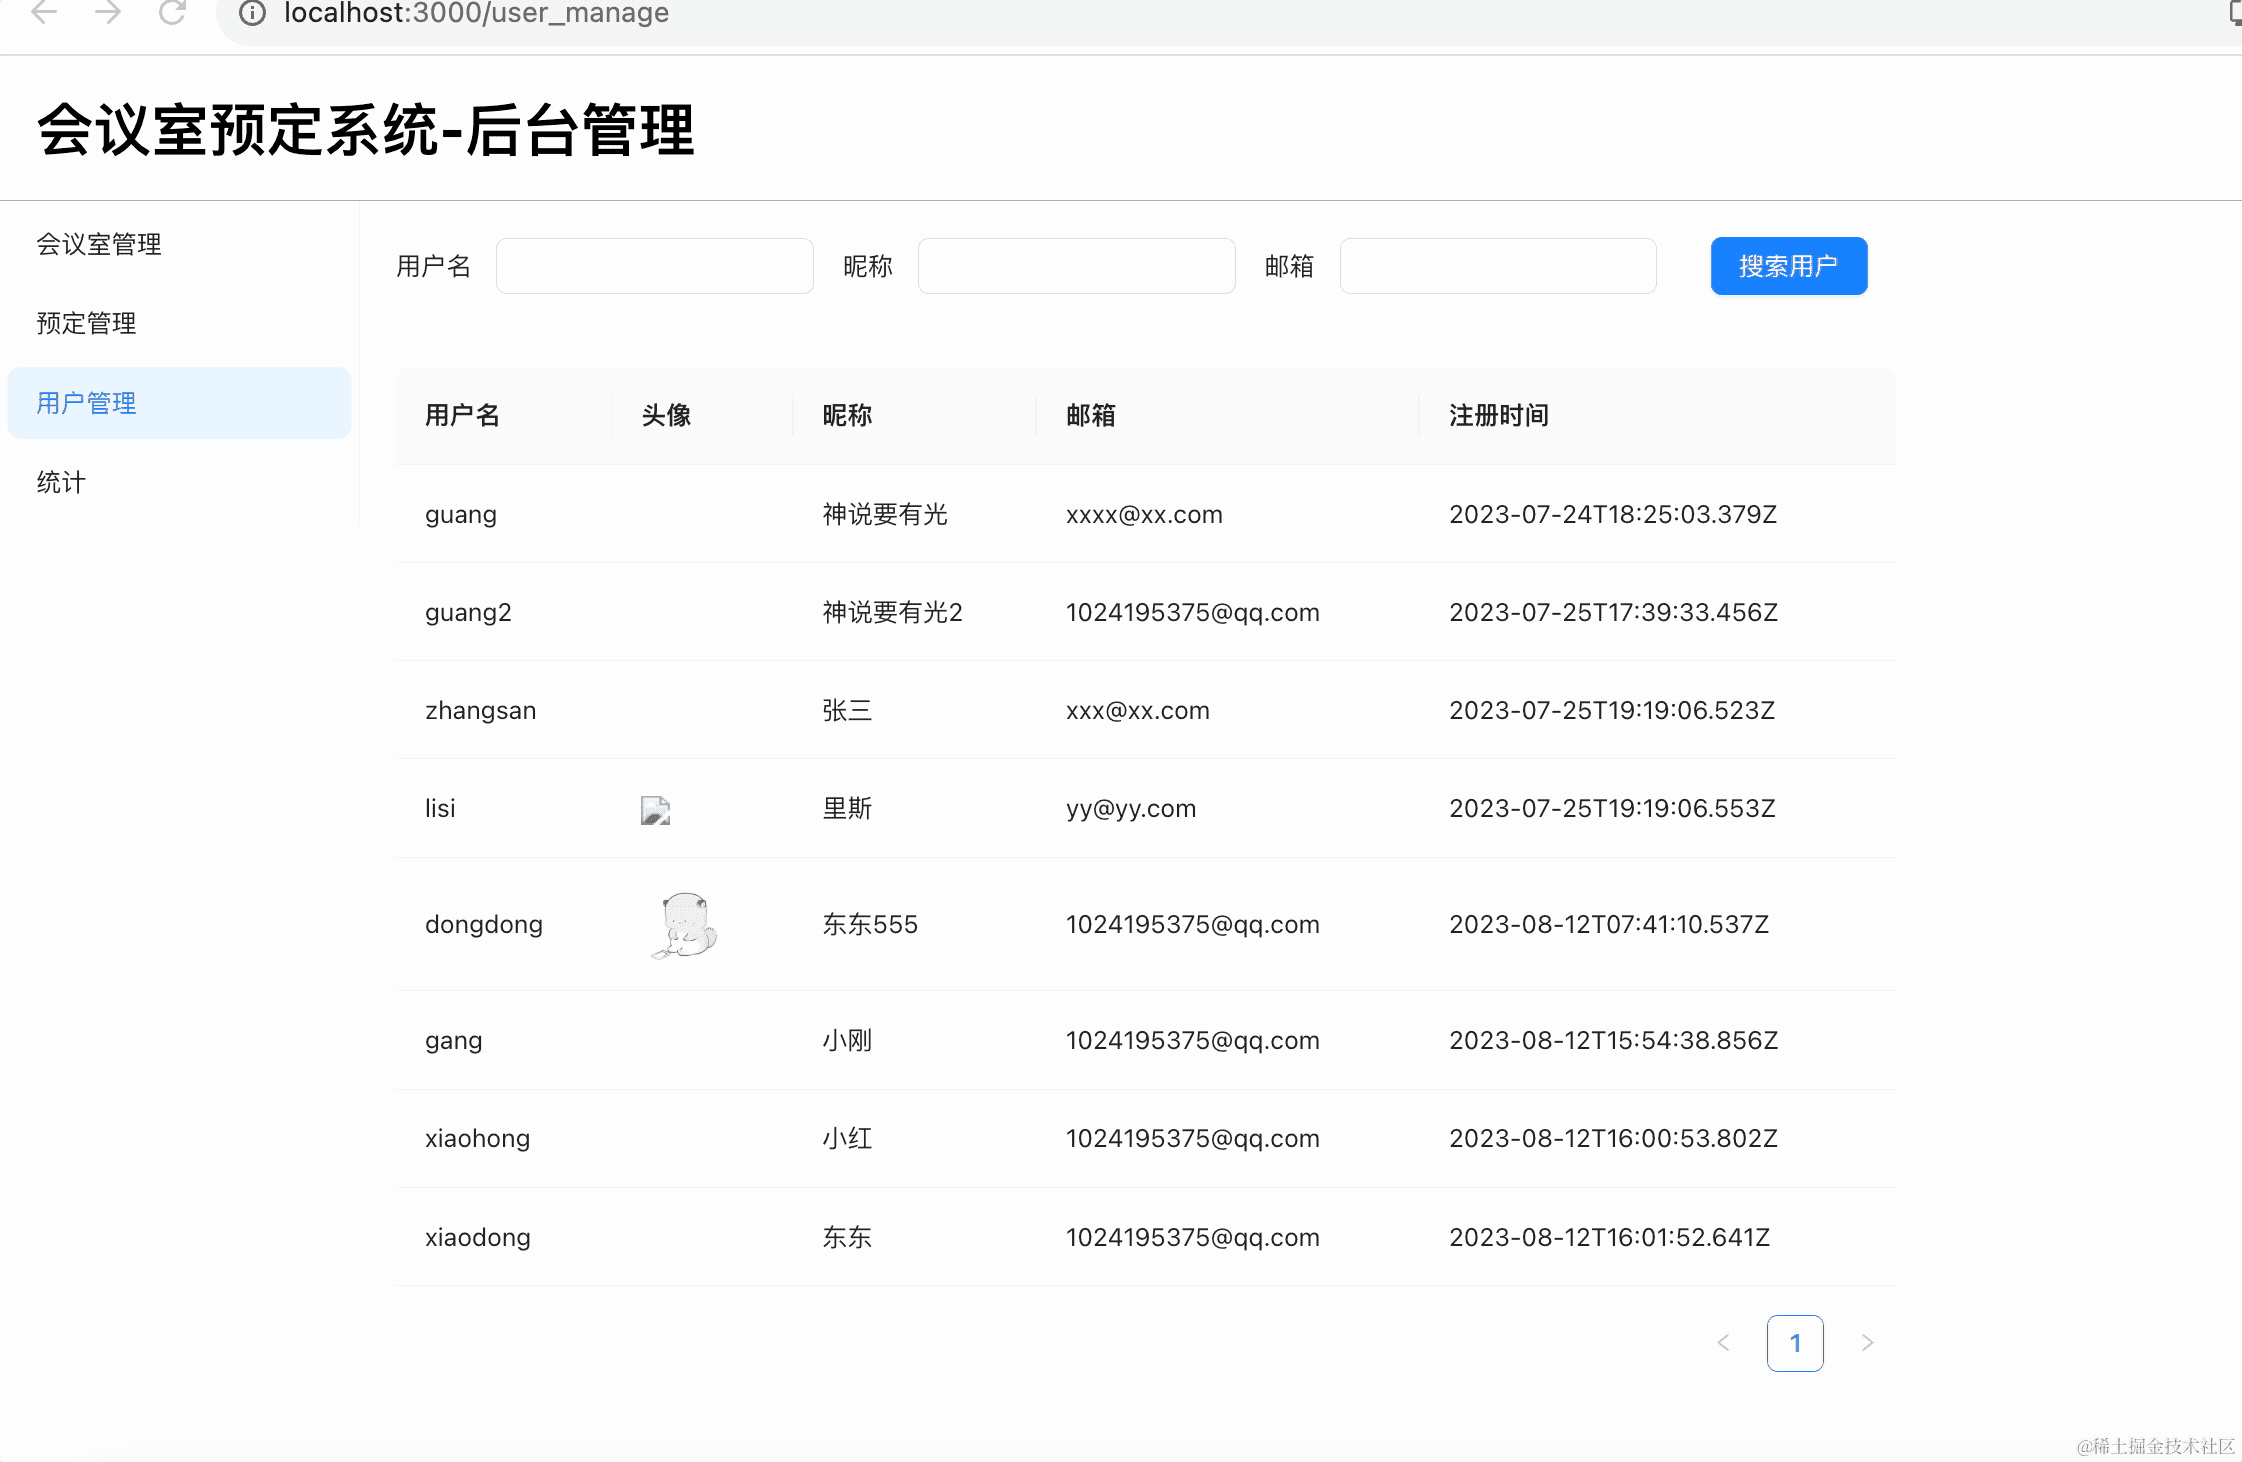 localhost:3000/user_manage
会议室预定系统-后台管理
会议室管理
预定管理
用户管理
统计
用户名 昵称 邮箱 搜索用户
用户名 头像 昵称 邮箱 注册时间
guang 神说要有光 xxxx@xx.com 2023-07-24T18:25:03.379Z
guang2 神说要有光2 1024195375@qq.com 2023-07-25T17:39:33.456Z
zhangsan 张三 xxx@xx.com 2023-07-25T19:19:06.523Z
lisi 里斯 yy@yy.com 2023-07-25T19:19:06.553Z
dongdong 东东555 1024195375@qq.com 2023-08-12T07:41:10.537Z
gang 小刚 1024195375@qq.com 2023-08-12T15:54:38.856Z
xiaohong 小红 1024195375@qq.com 2023-08-12T16:00:53.802Z
xiaodong 东东 1024195375@qq.com 2023-08-12T16:01:52.641Z
1
@稀土掘金技术社区